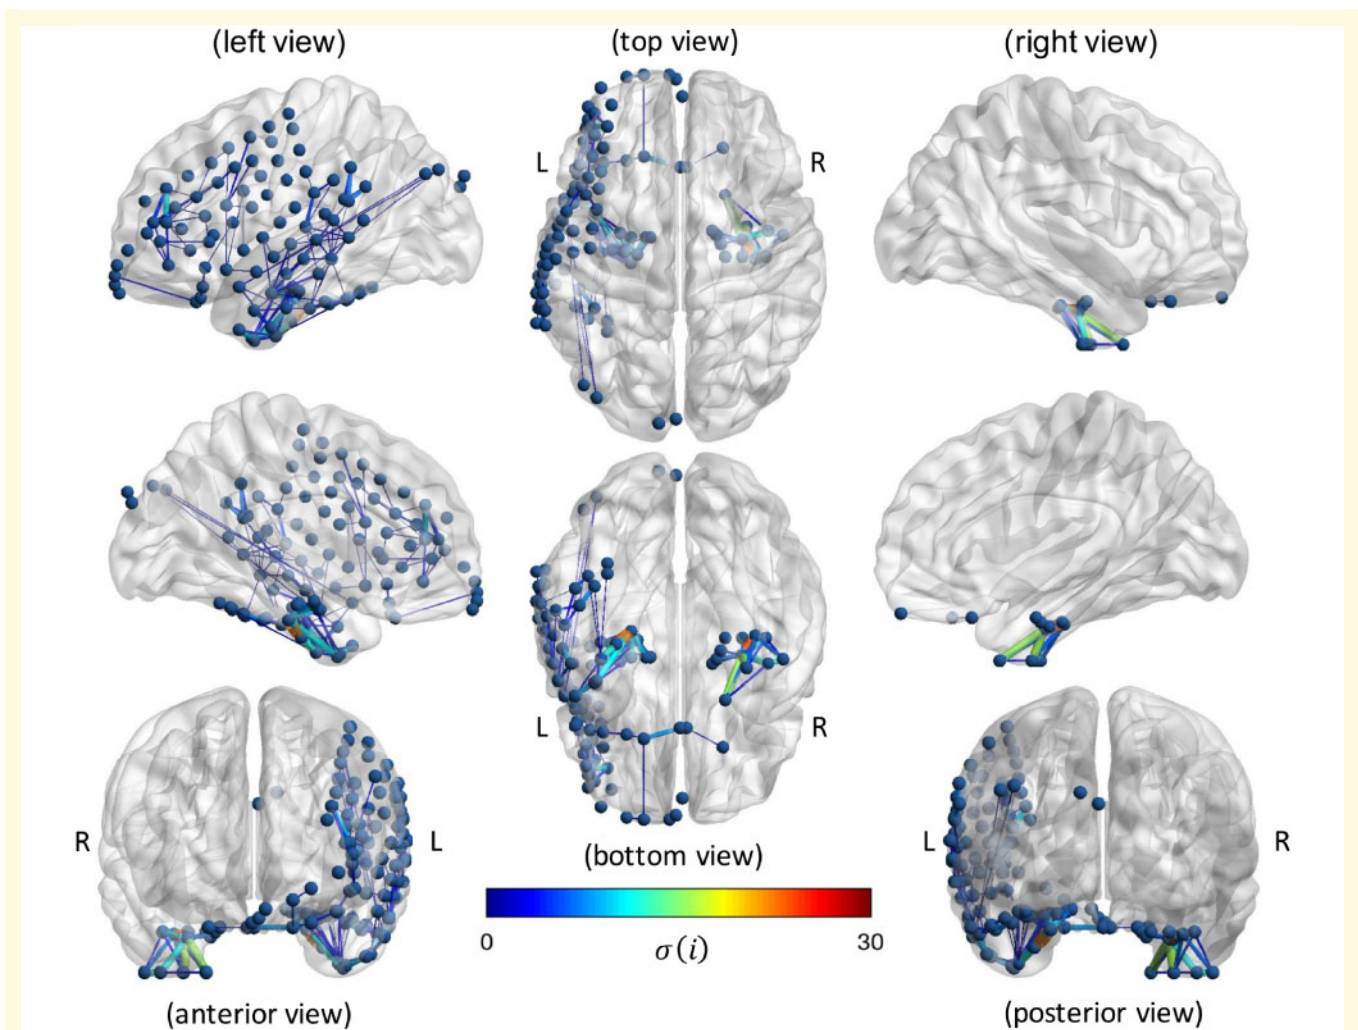 (left view)
(top view)
(right view)
L
R
L
R
R
L
(bottom view)
L
R
0
30
σ(i)
(anterior view)
(posterior view)